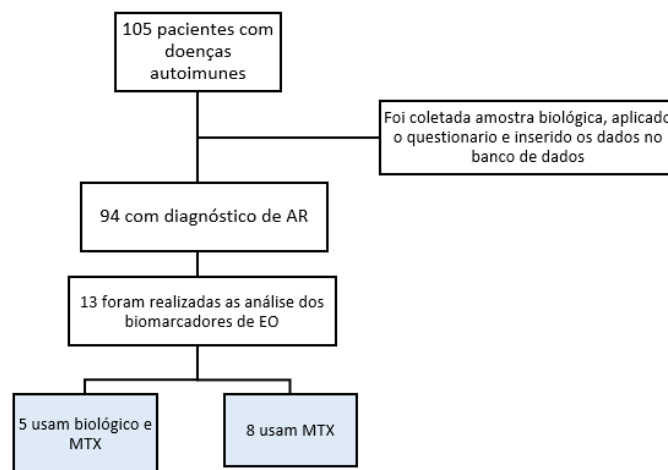 105 pacientes com
doenças
autoimunes
Foi coletada amostra biológica, aplicado
o questionario e inserido os dados no
banco de dados
94 com diagnóstico de AR
13 foram realizadas as análise dos
biomarcadores de EO
5 usam biológico e
MTX
8 usam MTX